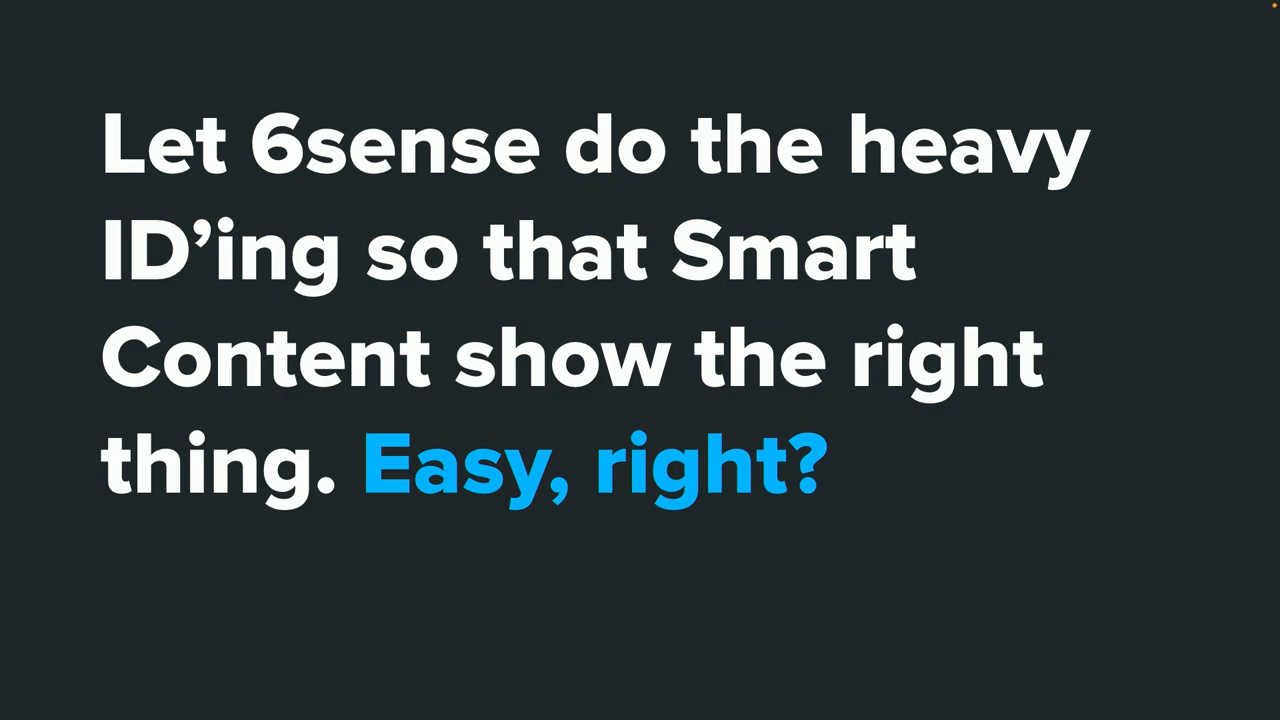 Let 6sense do the heavy
ID’ing so that Smart
Content show the right
thing. Easy, right?